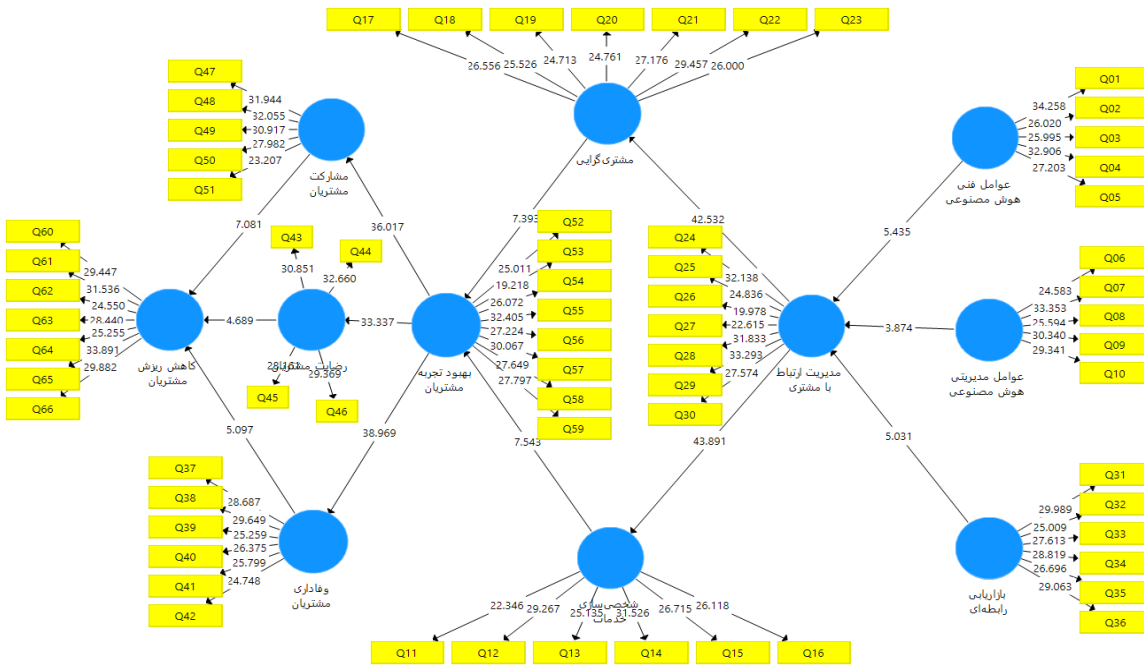 Q17
Q18
Q19
Q20
Q21
Q22
Q23
26.556
25.526
24.713
24.761
27.176
29.457
26.000
مشتری‌گرایی
Q47
Q48
Q49
Q50
Q51
31.944
32.055
30.917
27.982
23.207
مشارکت
مشتریان
Q01
Q02
Q03
Q04
Q05
34.258
26.020
25.995
32.906
27.203
عوامل فنی
هوش مصنوعی
7.081
36.017
7.393
42.532
5.435
Q60
Q61
Q62
Q63
Q64
Q65
Q66
29.447
31.536
24.550
28.440
25.255
33.891
29.882
کاهش ریزش
مشتریان
Q43
Q44
30.851
32.660
4.689
33.337
رضایت مشتریان
29.369
Q45
Q46
بهبود تجربه
مشتریان
Q52
Q53
Q54
Q55
Q56
Q57
Q58
Q59
25.011
19.218
26.072
32.405
27.224
30.067
27.649
27.797
Q24
Q25
Q26
Q27
Q28
Q29
Q30
32.138
24.836
19.978
22.615
31.833
33.293
27.574
مدیریت ارتباط
با مشتری
3.874
Q06
Q07
Q08
Q09
Q10
24.583
33.353
25.594
30.340
29.341
عوامل مدیریتی
هوش مصنوعی
5.097
38.969
7.543
43.891
5.031
Q37
Q38
Q39
Q40
Q41
Q42
28.687
29.649
25.259
26.375
25.799
24.748
وفاداری
مشتریان
شخصی‌سازی
خدمات
22.346
29.267
25.135
31.526
26.715
26.118
Q11
Q12
Q13
Q14
Q15
Q16
Q31
Q32
Q33
Q34
Q35
Q36
29.989
25.009
27.613
28.819
26.696
29.063
بازاریابی
رابطه‌ای